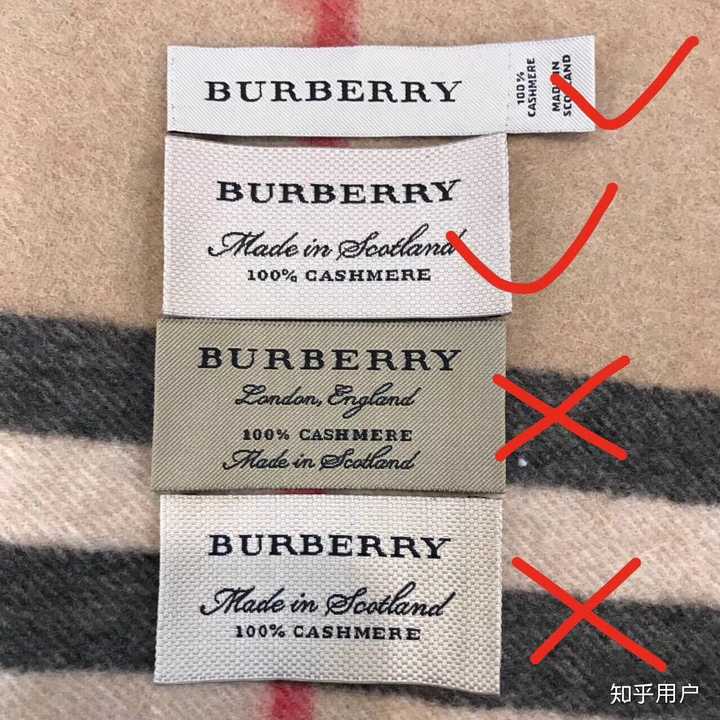 BURBERRY
100%
CASHMERE
MADE IN
SCOTLAND
BURBERRY
Made in Scotland
100% CASHMERE
BURBERRY
London, England
100% CASHMERE
Made in Scotland
BURBERRY
Made in Scotland
100% CASHMERE
知乎用户